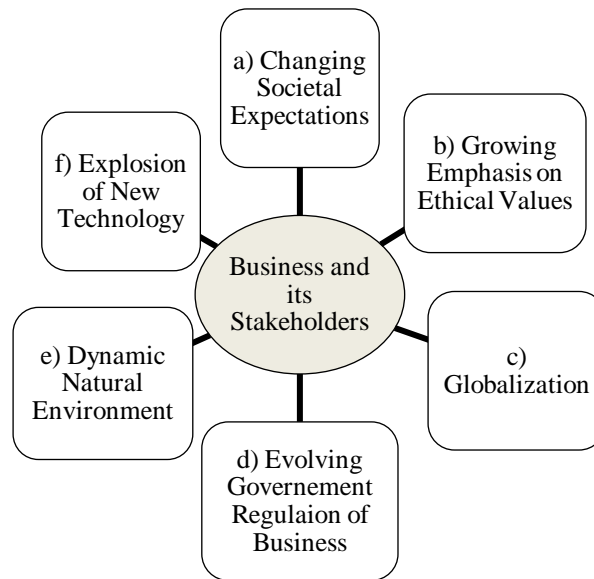 a) Changing
Societal
Expectations
b) Growing
Emphasis on
Ethical Values
c)
Globalization
d) Evolving
Governement
Regulaion of
Business
e) Dynamic
Natural
Environment
f) Explosion
of New
Technology
Business and
its
Stakeholders